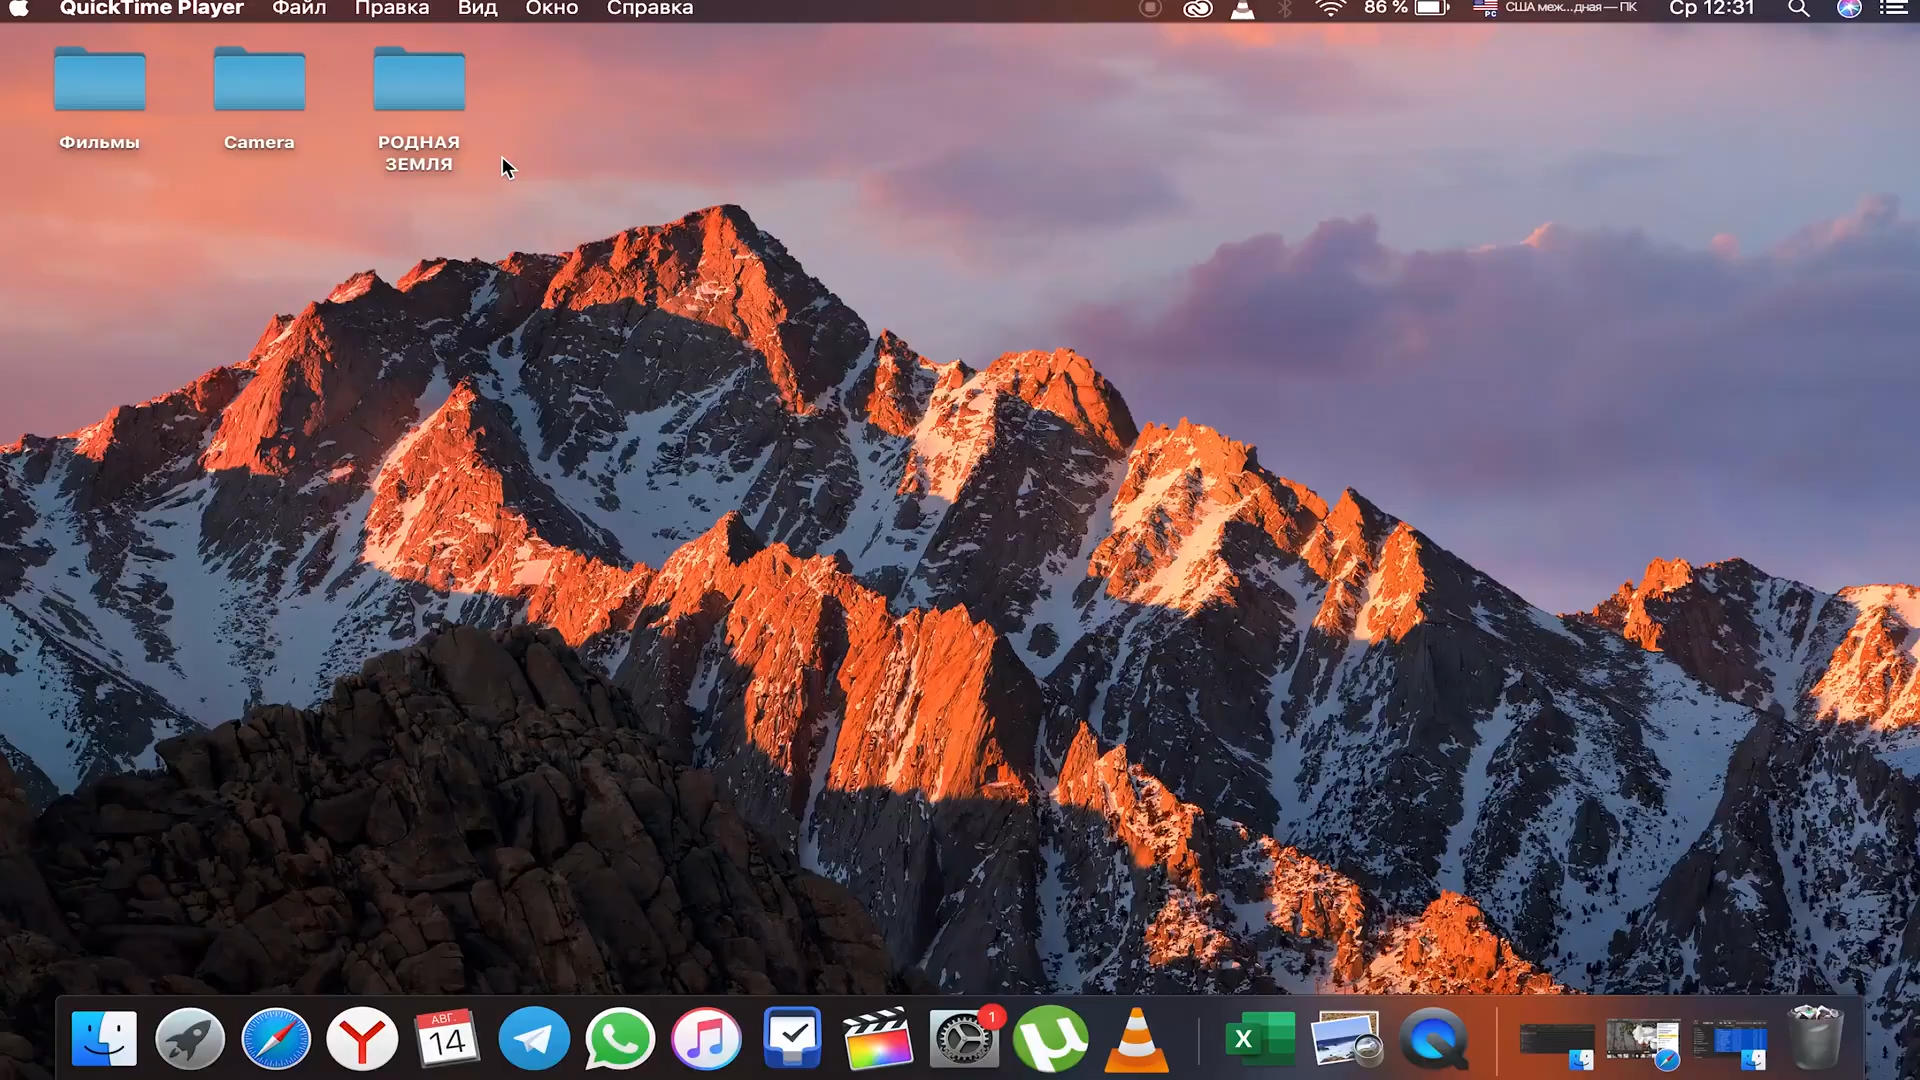 QuickTime Player Файл Правка Вид Окно Справка 86 % США меж...дная — ПК Ср 12:31
Фильмы Camera РОДНАЯ
ЗЕМЛЯ
АВГ.
14
1